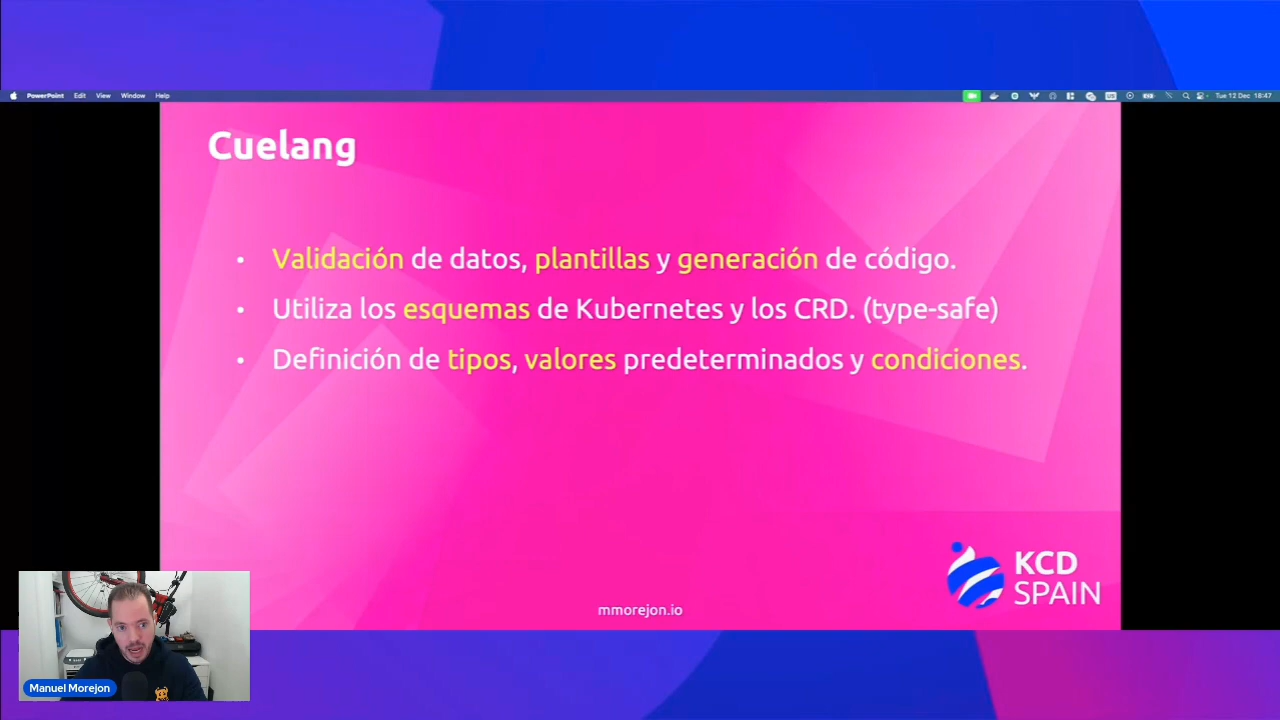 PowerPoint Edit View Window Help
Tue 12 Dec 18:47
Cuelang
• Validación de datos, plantillas y generación de código.
• Utiliza los esquemas de Kubernetes y los CRD. (type-safe)
• Definición de tipos, valores predeterminados y condiciones.
KCD
SPAIN
mmorejon.io
Manuel Morejon